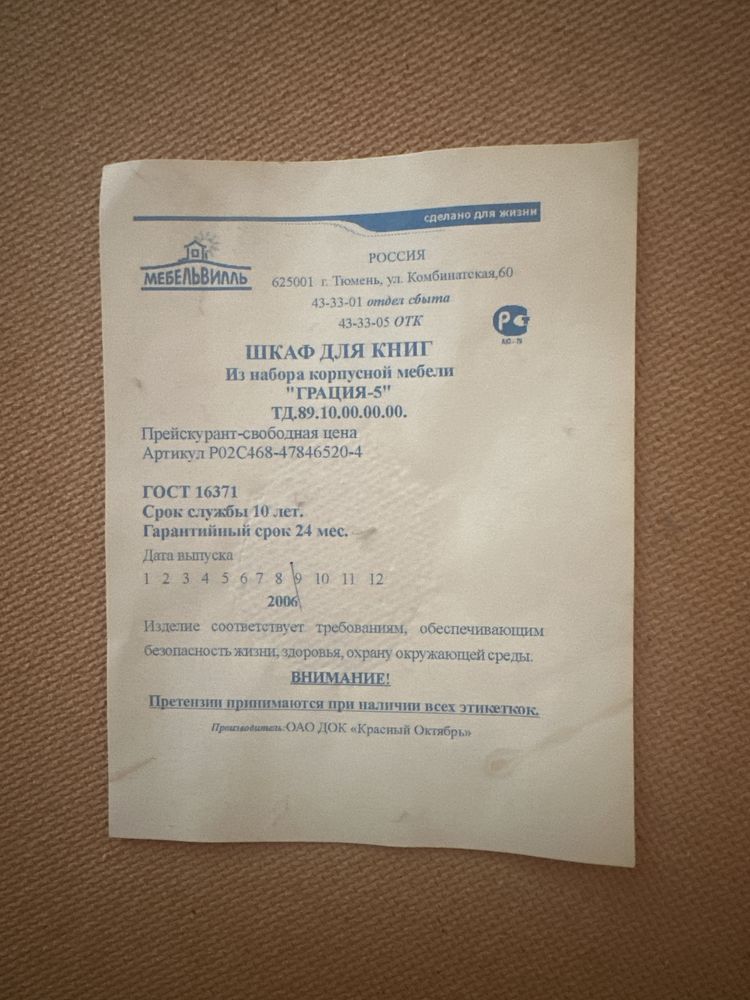 сделано для жизни
МЕБЕЛЬВИЛЛЬ
РОССИЯ
625001 г. Тюмень, ул. Комбинатская,60
43-33-01 отдел сбыта
43-33-05 ОТК
ШКАФ ДЛЯ КНИГ
Из набора корпусной мебели
"ГРАЦИЯ-5"
ТД.89.10.00.00.00.
Прейскурант-свободная цена
Артикул Р02С468-47846520-4
ГОСТ 16371
Срок службы 10 лет.
Гарантийный срок 24 мес.
Дата выпуска
1 2 3 4 5 6 7 8 9 10 11 12
2006
Изделие соответствует требованиям, обеспечивающим
безопасность жизни, здоровья, охрану окружающей среды.
ВНИМАНИЕ!
Претензии принимаются при наличии всех этикеток.
Производитель: ОАО ДОК «Красный Октябрь»